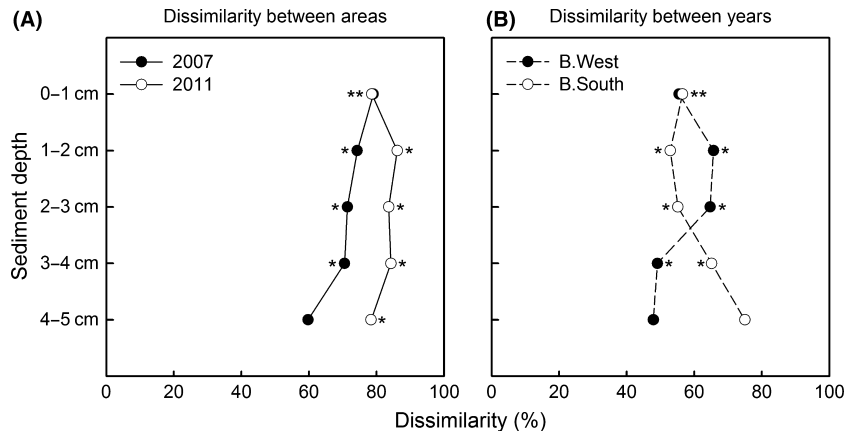 (A) Dissimilarity between areas
2007
2011
0–1 cm
1–2 cm
2–3 cm
3–4 cm
4–5 cm
Sediment depth
** 
* *
* *
* *
*
0 20 40 60 80 100
(B) Dissimilarity between years
B.West
B.South
**
* *
* *
* *
0 20 40 60 80 100
Dissimilarity (%)